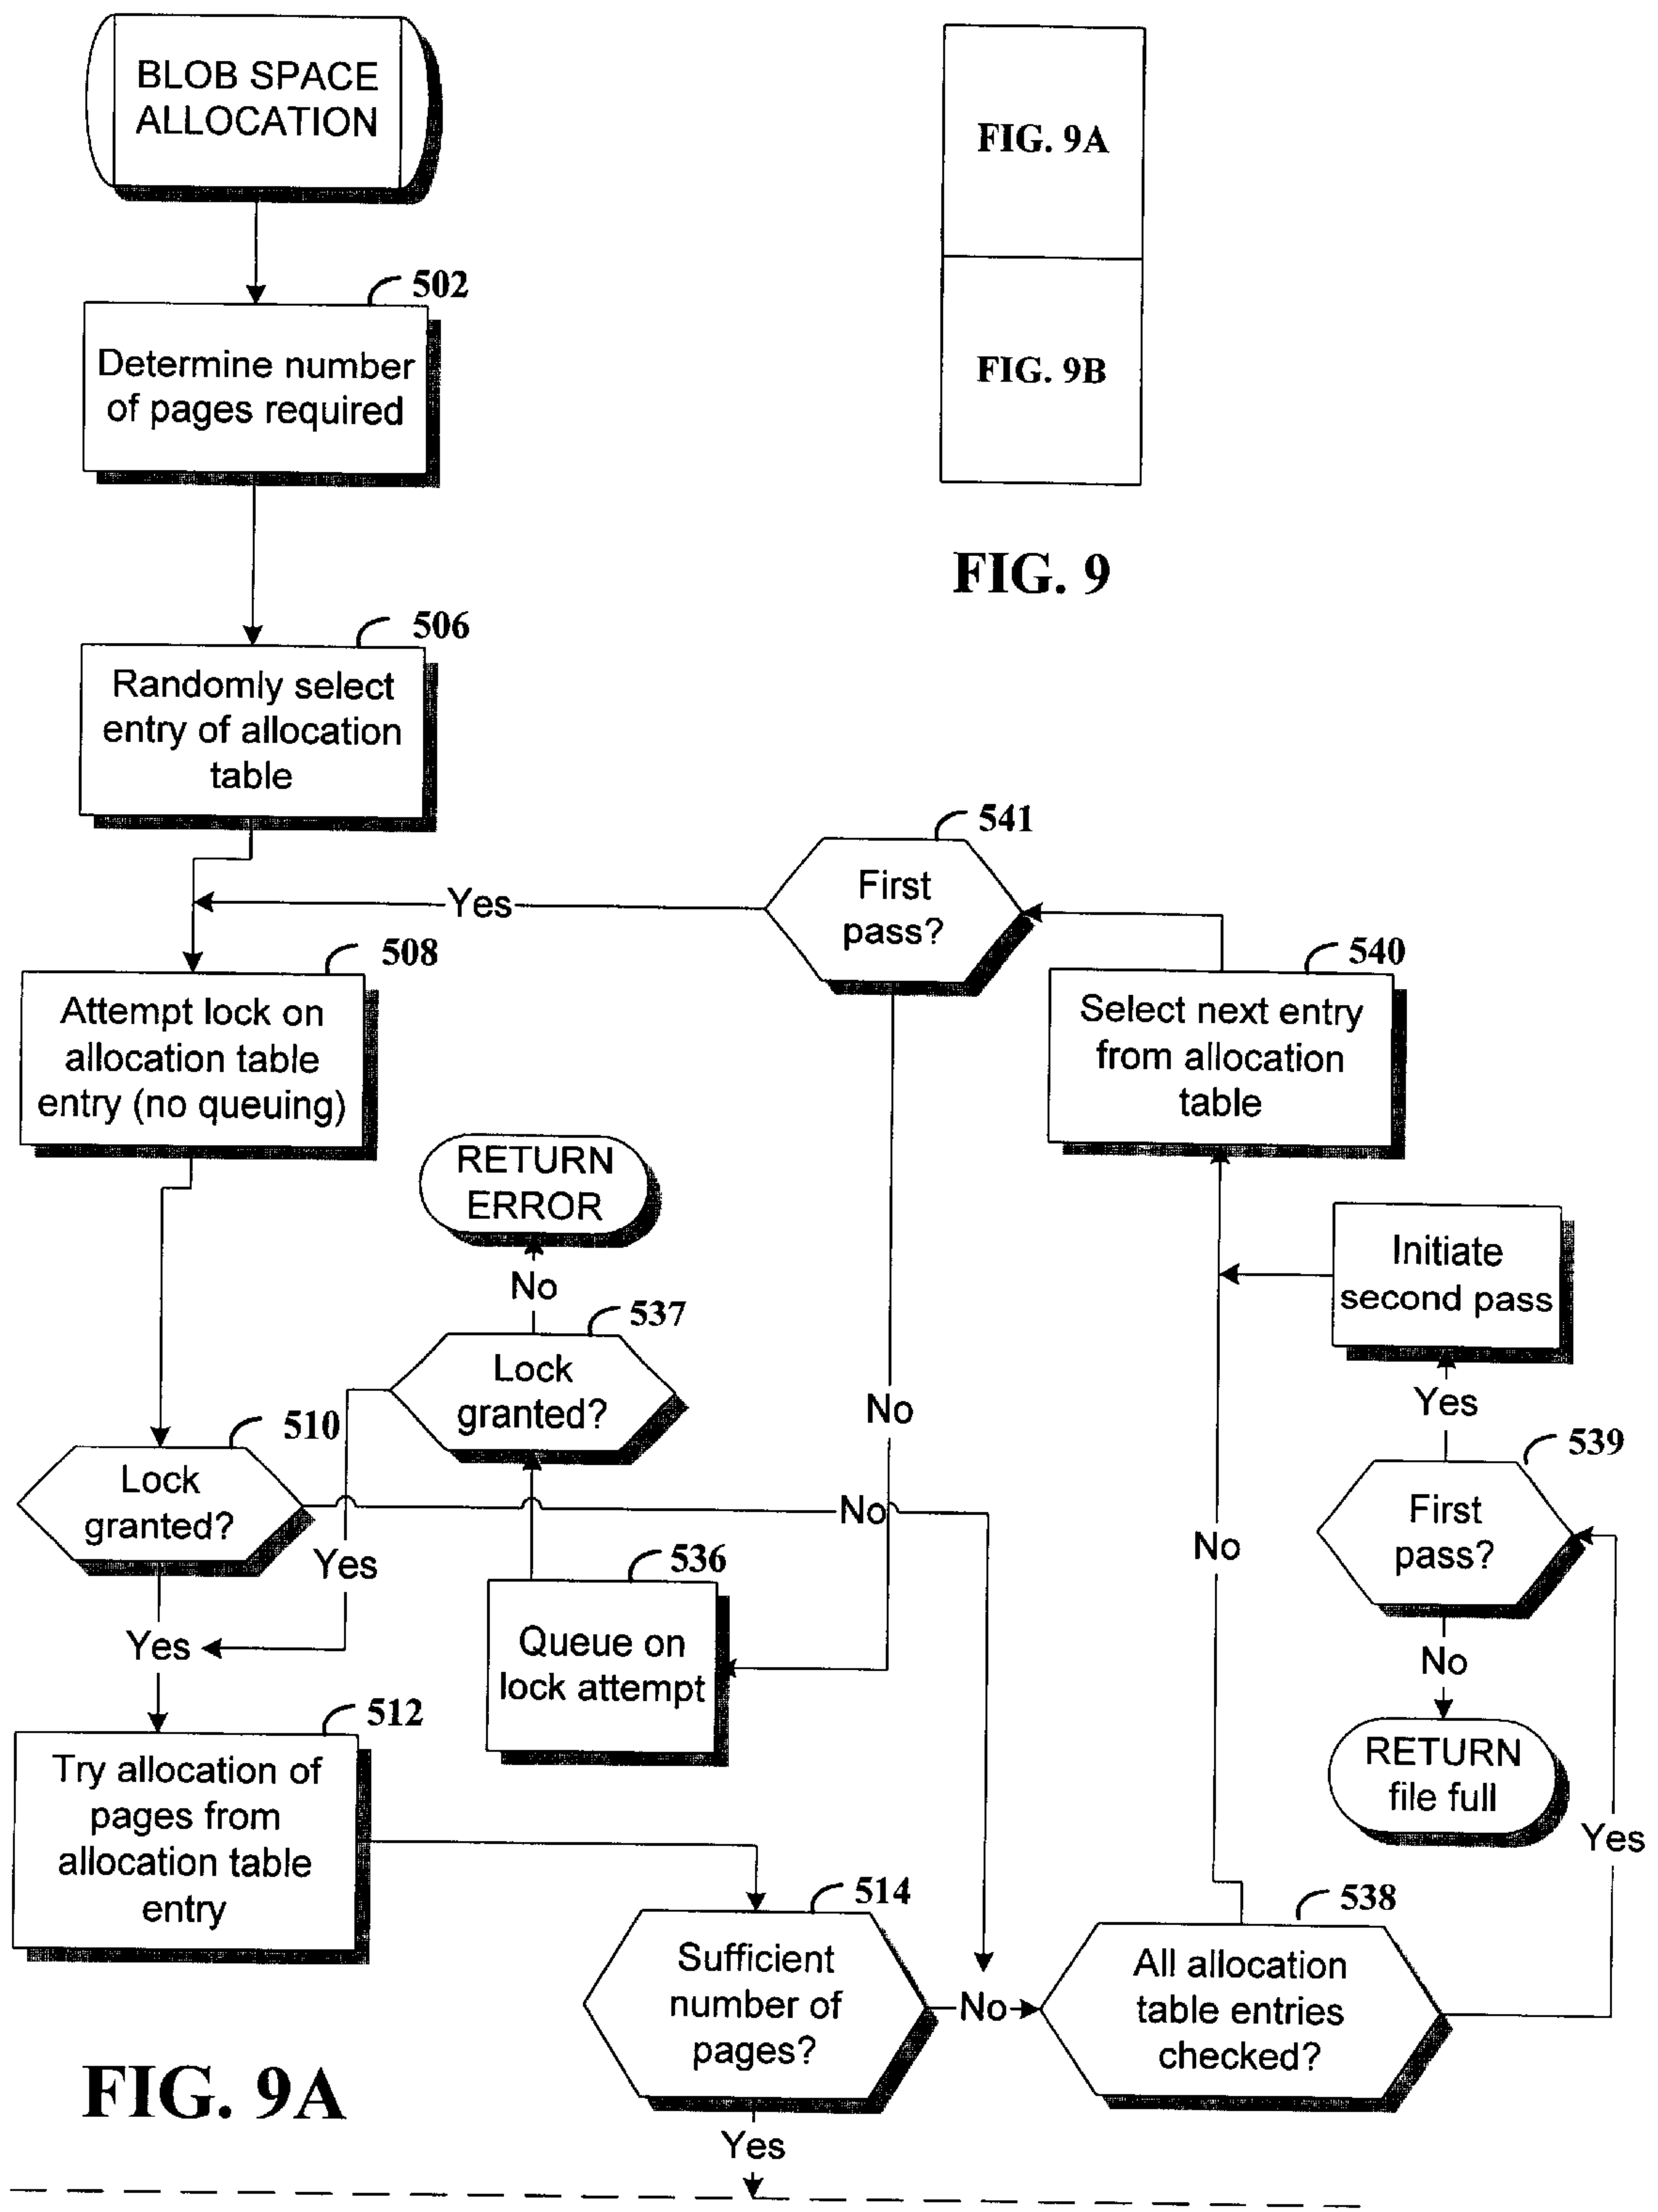 BLOB SPACE
ALLOCATION
FIG. 9A
FIG. 9B
FIG. 9
502
Determine number
of pages required
506
Randomly select
entry of allocation
table
541
First
pass?
Yes
508
Attempt lock on
allocation table
entry (no queuing)
540
Select next entry
from allocation
table
RETURN
ERROR
No
Initiate
second pass
537
Lock
granted?
No
Yes
510
Lock
granted?
No
Yes
539
First
pass?
No
536
Queue on
lock attempt
Yes
No
RETURN
file full
Yes
512
Try allocation of
pages from
allocation table
entry
514
Sufficient
number of
pages?
No
538
All allocation
table entries
checked?
Yes
FIG. 9A